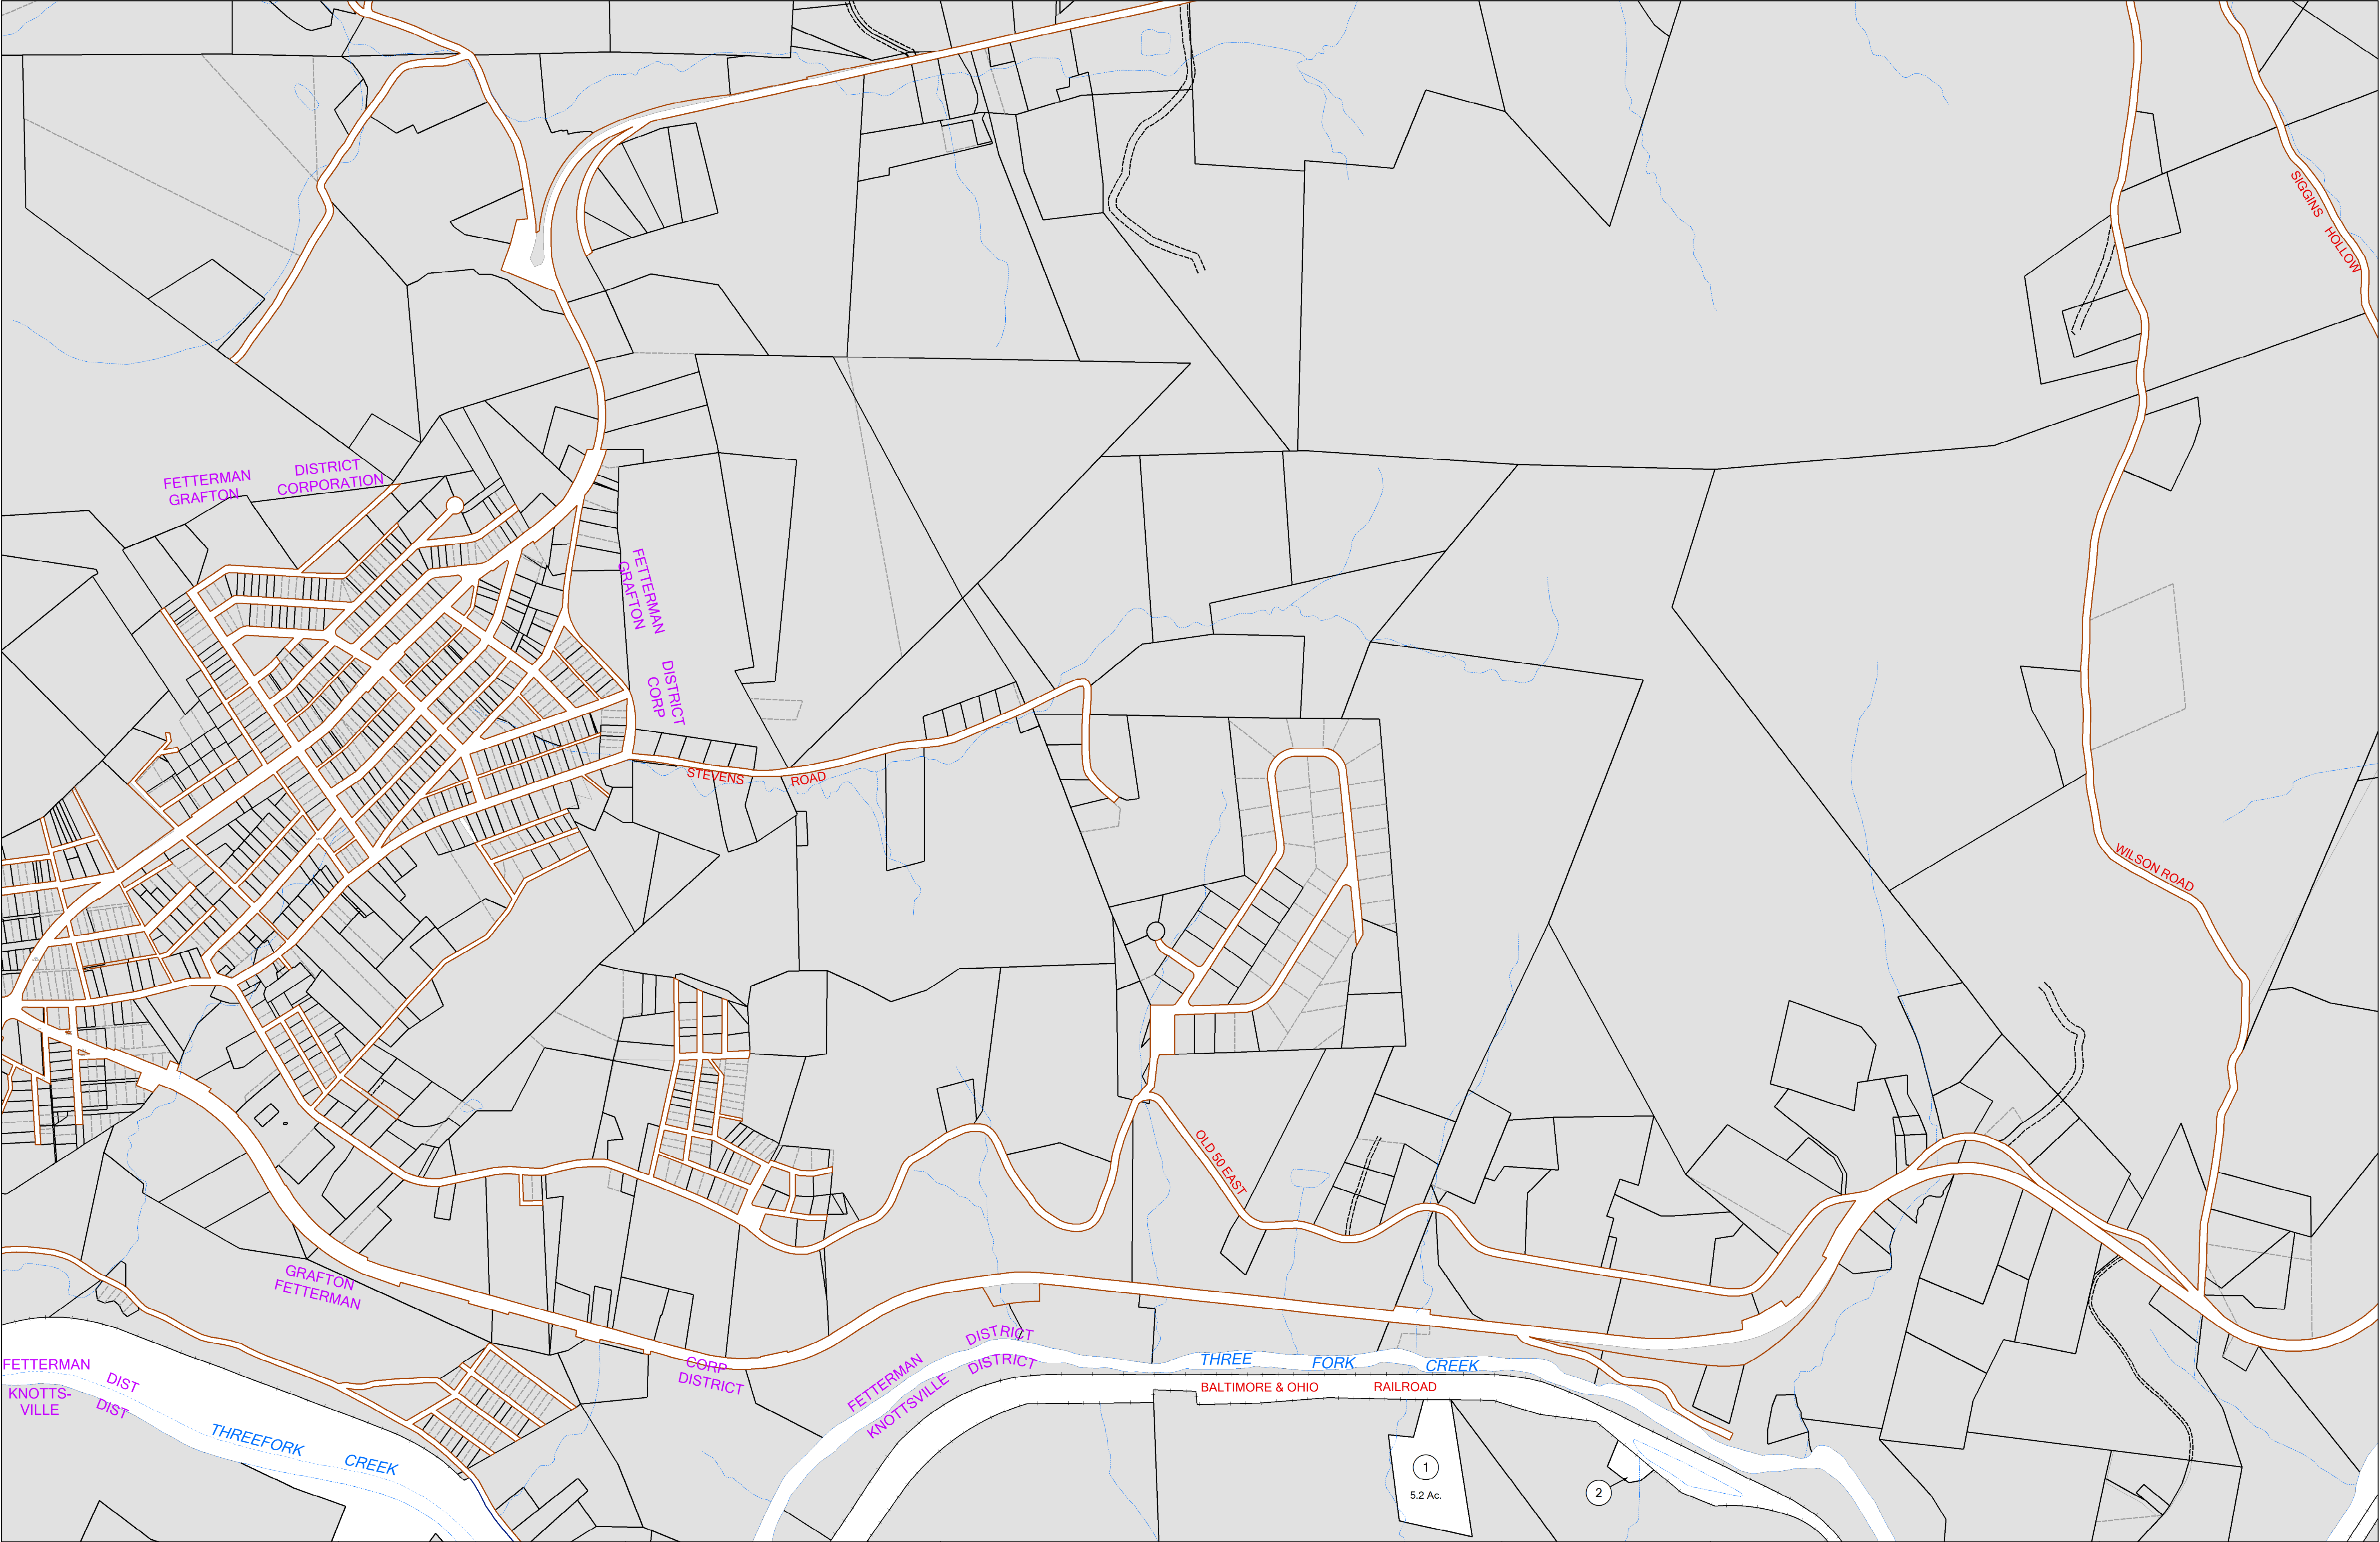 SIGGINS HOLLOW
FETTERMAN DISTRICT
GRAFTON CORPORATION
FETTERMAN DISTRICT
GRAFTON CORP
STEVENS ROAD
WILSON ROAD
OLD 50 EAST
GRAFTON CORP
FETTERMAN DISTRICT
FETTERMAN DISTRICT
KNOTTSVILLE DISTRICT
FETTERMAN DIST
KNOTTS-
VILLE DIST
THREE FORK CREEK
BALTIMORE & OHIO RAILROAD
THREEFORK CREEK
1
5.2 Ac.
2